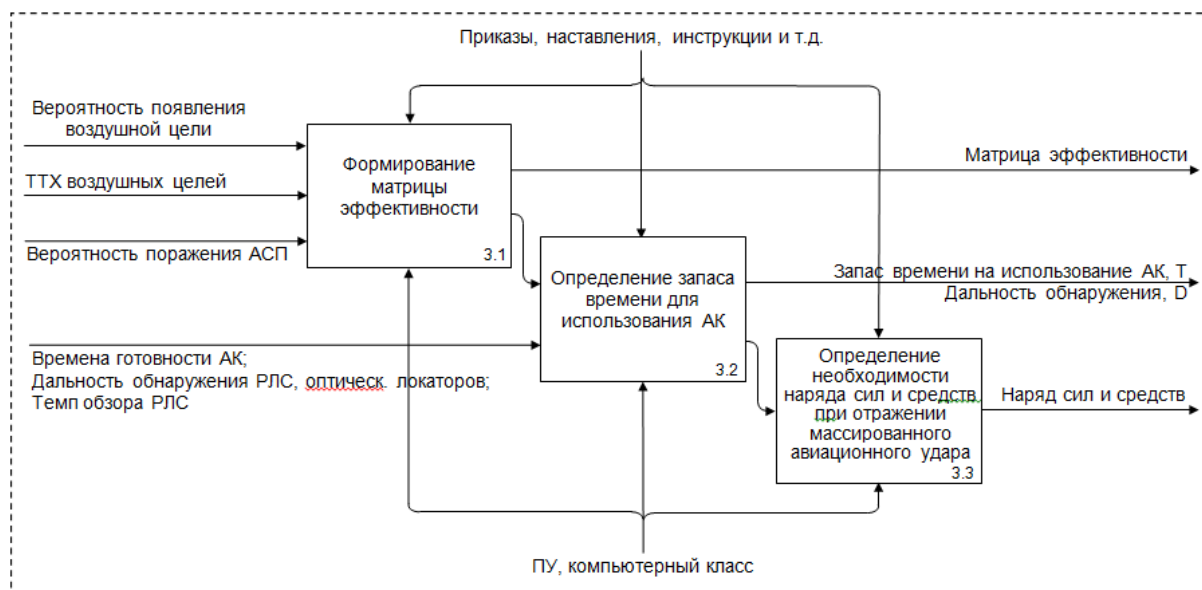 Приказы, наставления, инструкции и т.д.
Вероятность появления
воздушной цели
ТТХ воздушных целей
Вероятность поражения АСП
Формирование
матрицы
эффективности
3.1
Матрица эффективности
Определение запаса
времени для
использования АК
3.2
Запас времени на использование АК, Т
Дальность обнаружения, D
Времена готовности АК;
Дальность обнаружения РЛС, оптическ. локаторов;
Темп обзора РЛС
Определение
необходимости
наряда сил и средств
при отражении
массированного
авиационного удара
3.3
Наряд сил и средств
ПУ, компьютерный класс